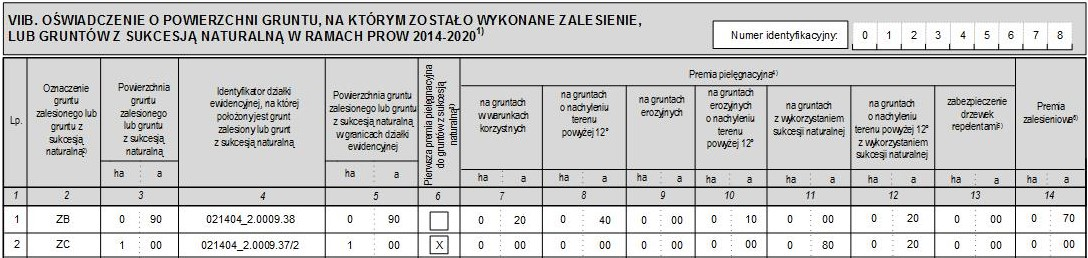 VIIB. OŚWIADCZENIE O POWIERZCHNI GRUNTU, NA KTÓRYM ZOSTAŁO WYKONANE ZALESIENIE,
LUB GRUNTÓW Z SUKCESJĄ NATURALNĄ W RAMACH PROW 2014-2020¹⁾
Numer identyfikacyjny: 0 1 2 3 4 5 6 7 8
Lp.
Oznaczenie
gruntu
zalesionego lub
gruntu z
sukcesją
naturalną²⁾
Powierzchnia
gruntu
zalesionego
lub gruntu
z sukcesją
naturalną
Identyfikator działki
ewidencyjnej, na której
położony jest grunt
zalesiony lub grunt
z sukcesją naturalną
Powierzchnia gruntu
zalesionego lub gruntu
z sukcesją naturalną
w granicach działki
ewidencyjnej
Pierwsza premia pielęgnacyjna
do gruntów z sukcesją
naturalną³⁾
Premia pielęgnacyjna⁴⁾
na gruntach
w warunkach
korzystnych
na gruntach
o nachyleniu
terenu
powyżej 12°
na gruntach
erozyjnych
na gruntach
erozyjnych
o nachyleniu
terenu
powyżej 12°
na gruntach
z wykorzystaniem
sukcesji naturalnej
na gruntach
o nachyleniu
terenu powyżej 12°
z wykorzystaniem
sukcesji naturalnej
zabezpieczenie
drzewek
repelentami⁵⁾
Premia
zalesieniowa⁶⁾
ha a ha a ha a ha a ha a ha a ha a ha a ha a ha a
1 2 3 4 5 6 7 8 9 10 11 12 13 14
1 ZB 0 90 021404_2.0009.38 0 90 0 20 0 40 0 00 0 10 0 00 0 20 0 00 0 70
2 ZC 1 00 021404_2.0009.37/2 1 00 X 0 00 0 00 0 00 0 00 0 80 0 20 0 00 0 00